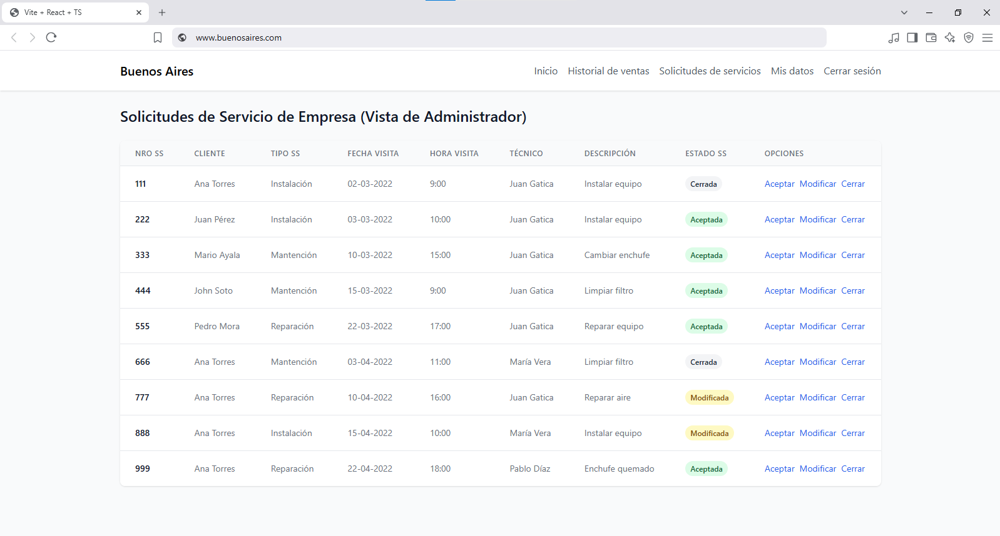 Vite + React + TS
www.buenosaires.com
Buenos Aires Inicio Historial de ventas Solicitudes de servicios Mis datos Cerrar sesión
Solicitudes de Servicio de Empresa (Vista de Administrador)
NRO SS CLIENTE TIPO SS FECHA VISITA HORA VISITA TÉCNICO DESCRIPCIÓN ESTADO SS OPCIONES
111 Ana Torres Instalación 02-03-2022 9:00 Juan Gatica Instalar equipo Cerrada Aceptar Modificar Cerrar
222 Juan Pérez Instalación 03-03-2022 10:00 Juan Gatica Instalar equipo Aceptada Aceptar Modificar Cerrar
333 Mario Ayala Mantención 10-03-2022 15:00 Juan Gatica Cambiar enchufe Aceptada Aceptar Modificar Cerrar
444 John Soto Mantención 15-03-2022 9:00 Juan Gatica Limpiar filtro Aceptada Aceptar Modificar Cerrar
555 Pedro Mora Reparación 22-03-2022 17:00 Juan Gatica Reparar equipo Aceptada Aceptar Modificar Cerrar
666 Ana Torres Mantención 03-04-2022 11:00 María Vera Limpiar filtro Cerrada Aceptar Modificar Cerrar
777 Ana Torres Reparación 10-04-2022 16:00 Juan Gatica Reparar aire Modificada Aceptar Modificar Cerrar
888 Ana Torres Instalación 15-04-2022 10:00 María Vera Instalar equipo Modificada Aceptar Modificar Cerrar
999 Ana Torres Reparación 22-04-2022 18:00 Pablo Díaz Enchufe quemado Aceptada Aceptar Modificar Cerrar